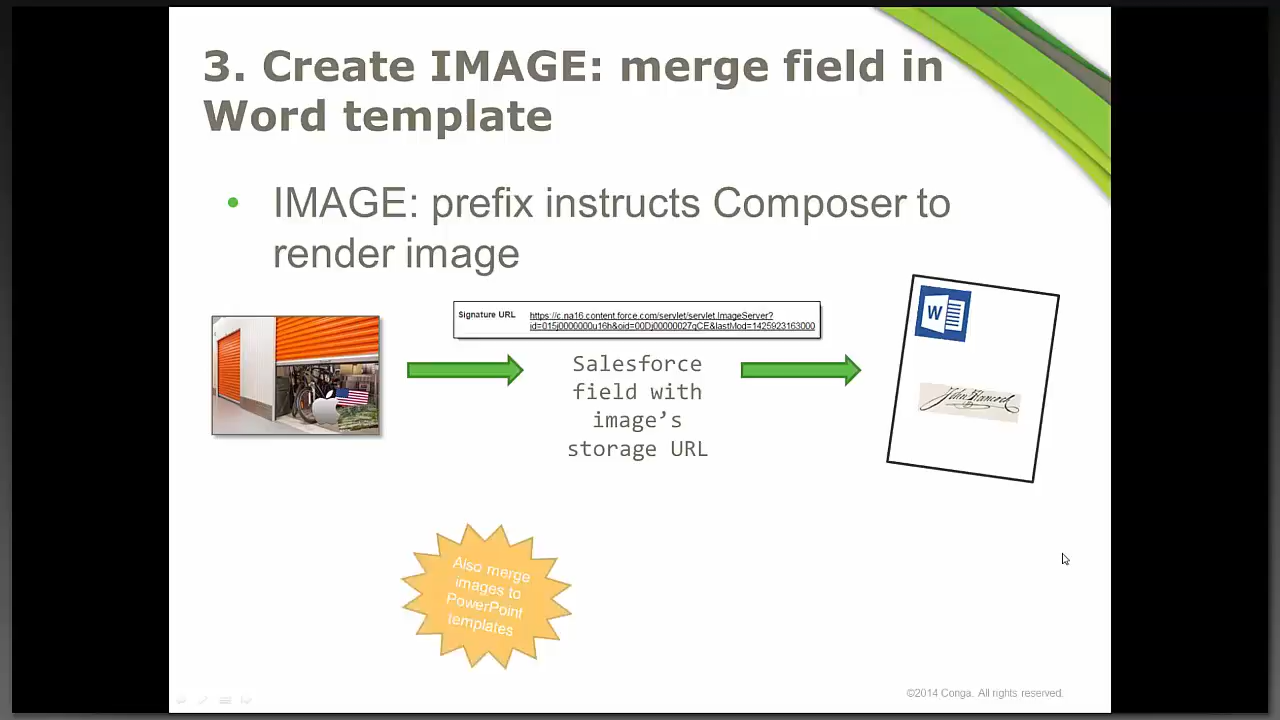 3. Create IMAGE: merge field in
Word template
• IMAGE: prefix instructs Composer to
render image
Signature URL https://c.na16.content.force.com/servlet/servlet.ImageServer?
id=015j0000000u16h&oid=00Dj00000027qCE&lastMod=1425923163000
Salesforce
field with
image's
storage URL
W
John Hancock
Also merge
images to
PowerPoint
templates
©2014 Conga. All rights reserved.